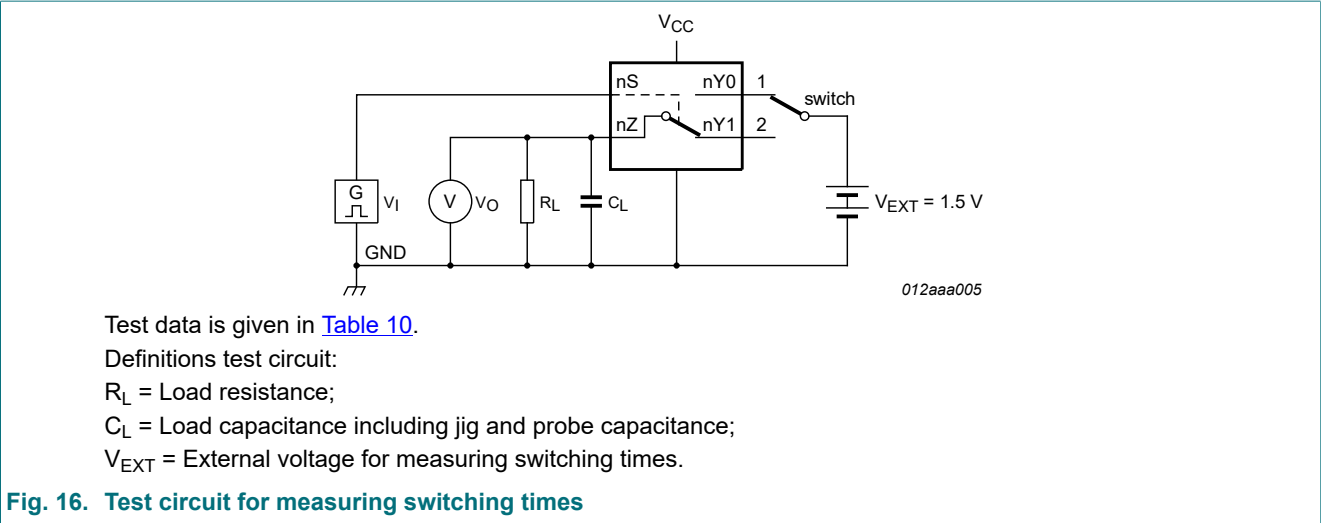 VCC
nS nY0 1
switch
nZ nY1 2
G VI V VO RL CL VEXT = 1.5 V
GND
012aaa005
Test data is given in Table 10.
Definitions test circuit:
RL = Load resistance;
CL = Load capacitance including jig and probe capacitance;
VEXT = External voltage for measuring switching times.
Fig. 16. Test circuit for measuring switching times